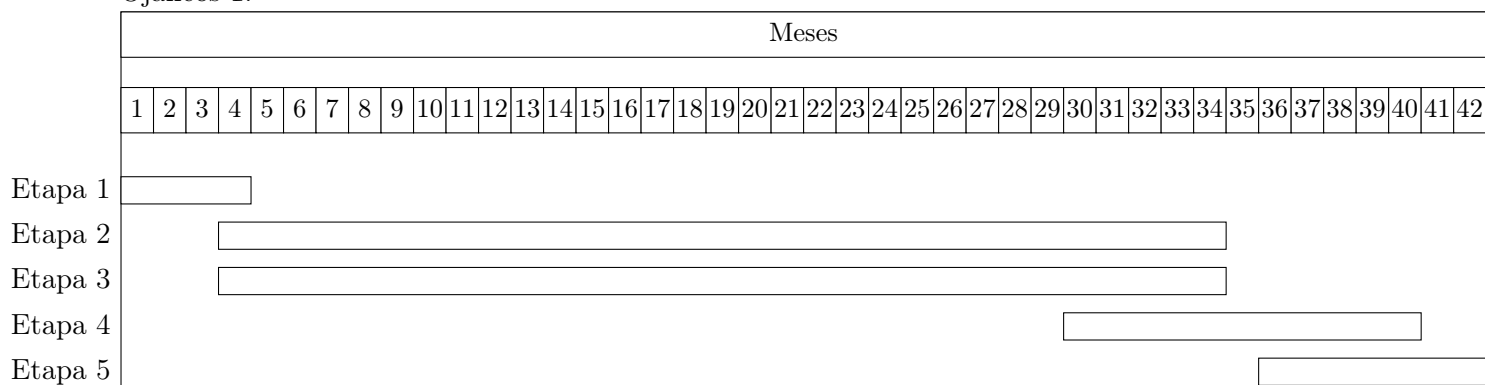 Meses
1 2 3 4 5 6 7 8 9 10 11 12 13 14 15 16 17 18 19 20 21 22 23 24 25 26 27 28 29 30 31 32 33 34 35 36 37 38 39 40 41 42
Etapa 1
Etapa 2
Etapa 3
Etapa 4
Etapa 5